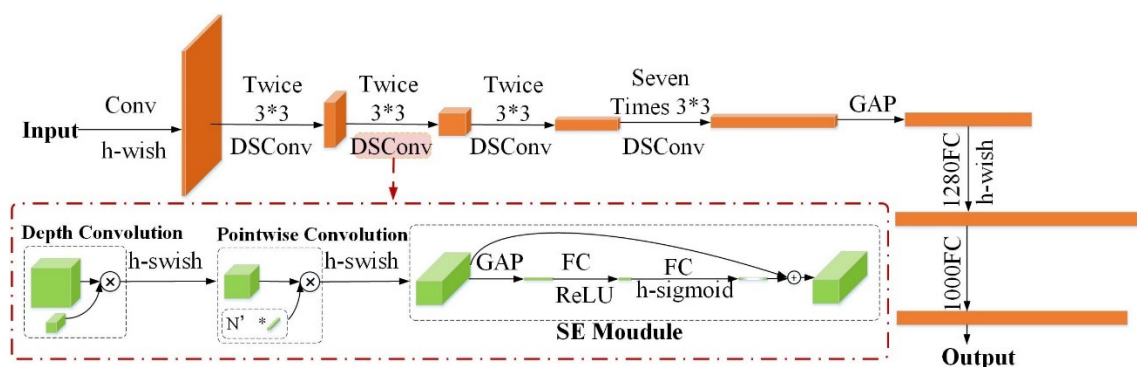 Input
Conv
h-wish
Twice
3*3
DSConv
Twice
3*3
DSConv
Twice
3*3
DSConv
Seven
Times 3*3
DSConv
GAP
1280FC
h-wish
1000FC
Output
Depth Convolution
h-swish
Pointwise Convolution
N' *
h-swish
GAP
FC
ReLU
FC
h-sigmoid
SE Moudule